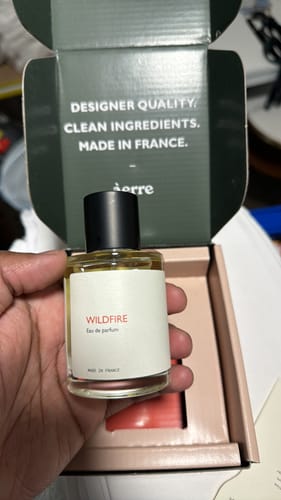 DESIGNER QUALITY.
CLEAN INGREDIENTS.
MADE IN FRANCE.
–
WILDFIRE
Eau de parfum
MADE IN FRANCE